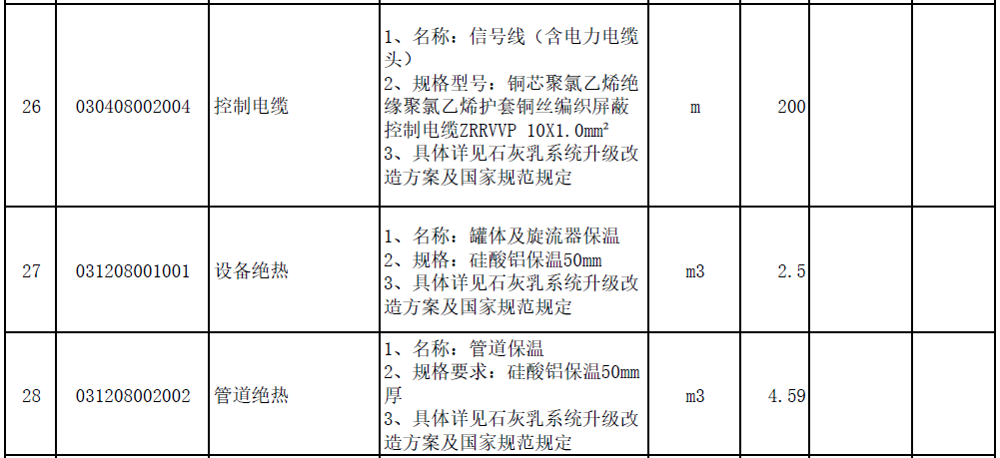 26 030408002004 控制电缆 1、名称：信号线（含电力电缆
头）
2、规格型号：铜芯聚氯乙烯绝
缘聚氯乙烯护套铜丝编织屏蔽
控制电缆ZRRVVP 10X1.0mm²
3、具体详见石灰乳系统升级改
造方案及国家规范规定
m 200
27 031208001001 设备绝热 1、名称：罐体及旋流器保温
2、规格：硅酸铝保温50mm
3、具体详见石灰乳系统升级改
造方案及国家规范规定
m3 2.5
28 031208002002 管道绝热 1、名称：管道保温
2、规格要求：硅酸铝保温50mm
厚
3、具体详见石灰乳系统升级改
造方案及国家规范规定
m3 4.59